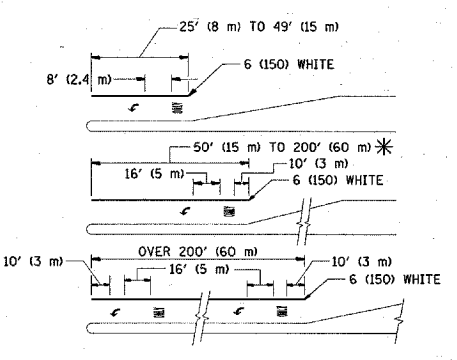 25' (8 m) TO 49' (15 m)
8' (2.4 m)
6 (150) WHITE
50' (15 m) TO 200' (60 m) ✳
16' (5 m)
10' (3 m)
6 (150) WHITE
OVER 200' (60 m)
10' (3 m)
16' (5 m)
10' (3 m)
6 (150) WHITE